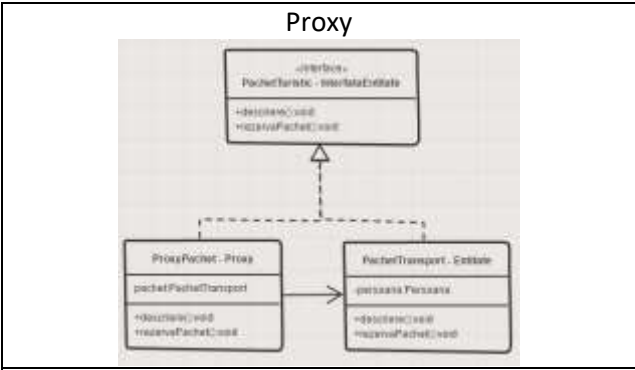 Proxy
«interface»
PachetTuristic - InterfataEntitate
+descriere():void
+rezervaPachet():void
ProxyPachet - Proxy
pachet:PachetTransport
+descriere():void
+rezervaPachet():void
PachetTransport - Entitate
-persoana:Persoana
+descriere():void
+rezervaPachet():void